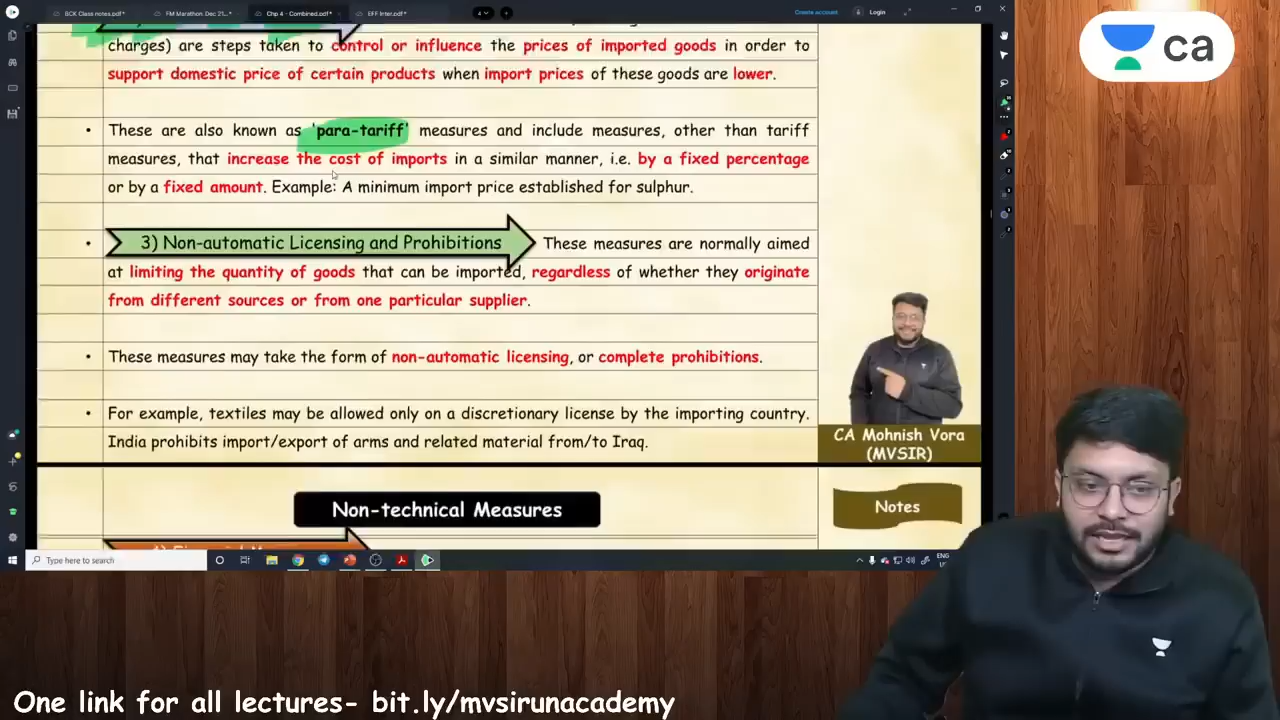 BCK Class notes.pdf*
FM Marathon. Dec 21...*
Chp 4 - Combined.pdf*
EFF Inter.pdf*
4
Create account
Login
ca
charges) are steps taken to control or influence the prices of imported goods in order to
support domestic price of certain products when import prices of these goods are lower.
• These are also known as 'para-tariff' measures and include measures, other than tariff
measures, that increase the cost of imports in a similar manner, i.e. by a fixed percentage
or by a fixed amount. Example: A minimum import price established for sulphur.
• 3) Non-automatic Licensing and Prohibitions These measures are normally aimed
at limiting the quantity of goods that can be imported, regardless of whether they originate
from different sources or from one particular supplier.
• These measures may take the form of non-automatic licensing, or complete prohibitions.
• For example, textiles may be allowed only on a discretionary license by the importing country.
India prohibits import/export of arms and related material from/to Iraq.
CA Mohnish Vora
(MVSIR)
Non-technical Measures
Notes
Type here to search
ENG
One link for all lectures- bit.ly/mvsirunacademy